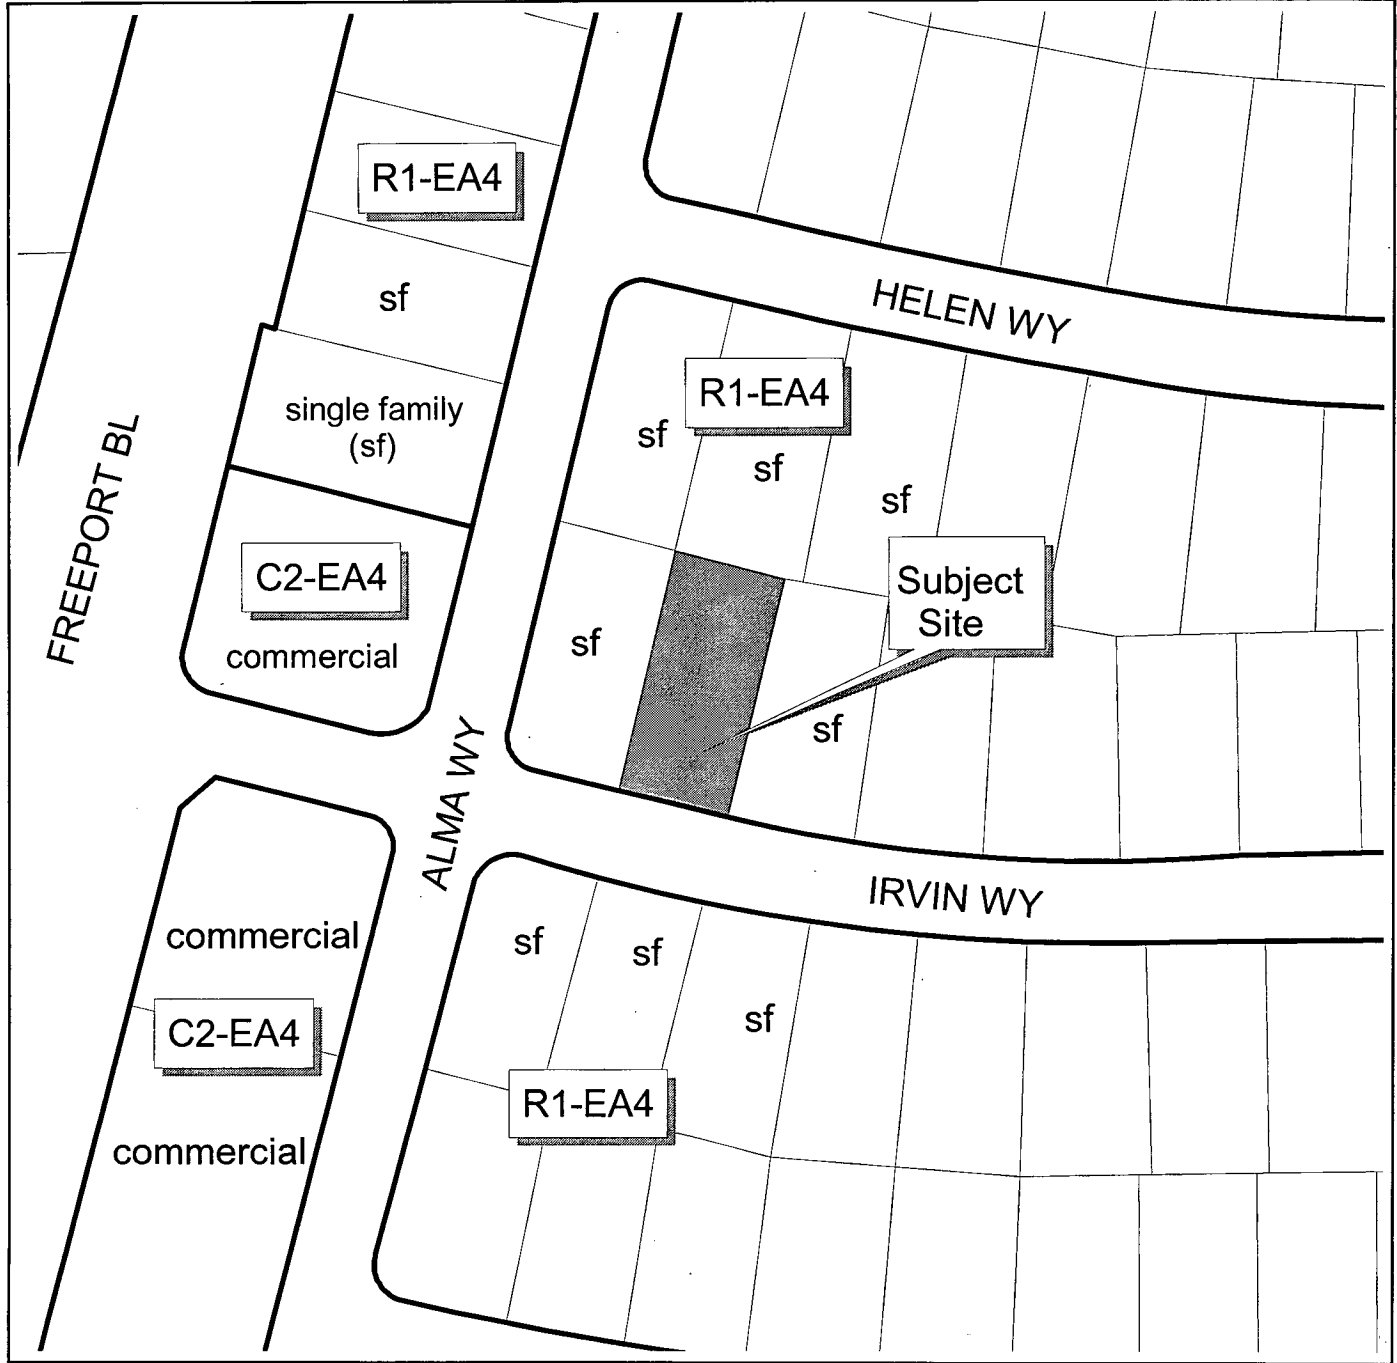 R1-EA4
sf
HELEN WY
single family
(sf)
R1-EA4
sf
sf
sf
FREEPORT BL
C2-EA4
commercial
Subject
Site
sf
sf
ALMA WY
IRVIN WY
commercial
sf
sf
sf
C2-EA4
R1-EA4
commercial